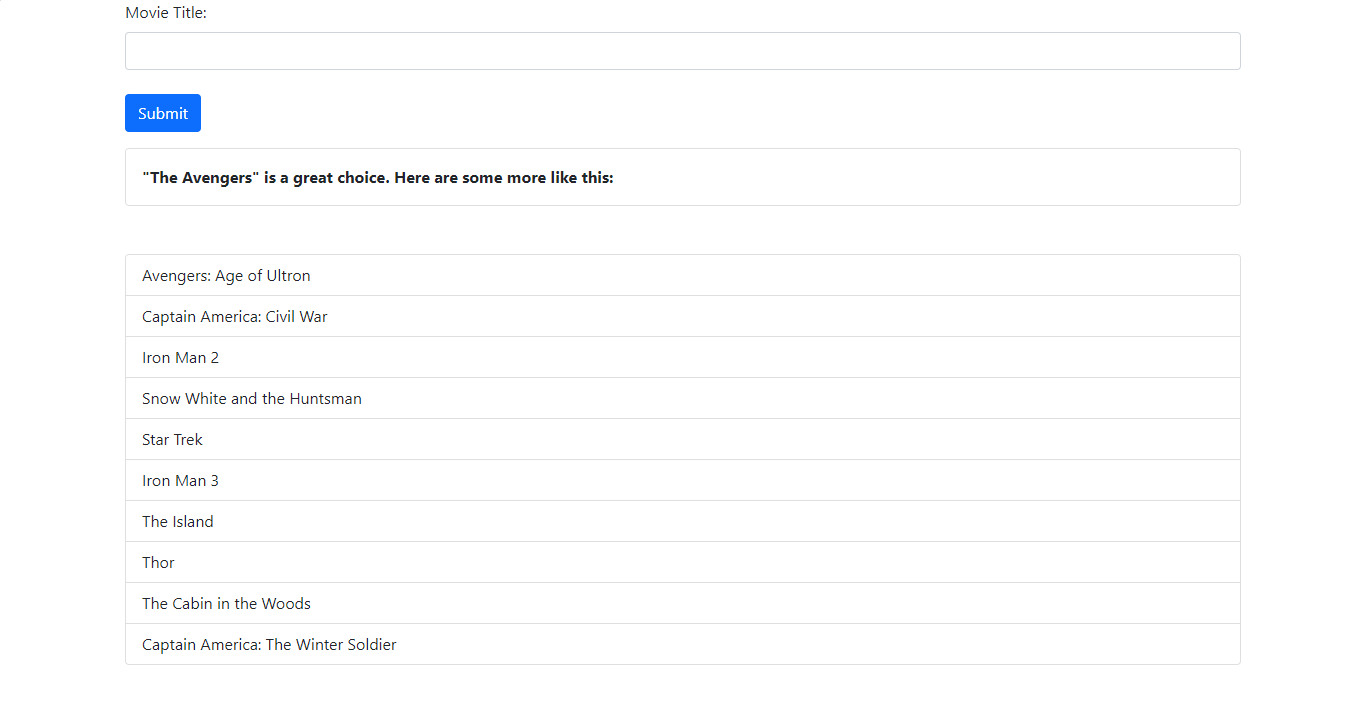 Movie Title:
Submit
"The Avengers" is a great choice. Here are some more like this:
Avengers: Age of Ultron
Captain America: Civil War
Iron Man 2
Snow White and the Huntsman
Star Trek
Iron Man 3
The Island
Thor
The Cabin in the Woods
Captain America: The Winter Soldier